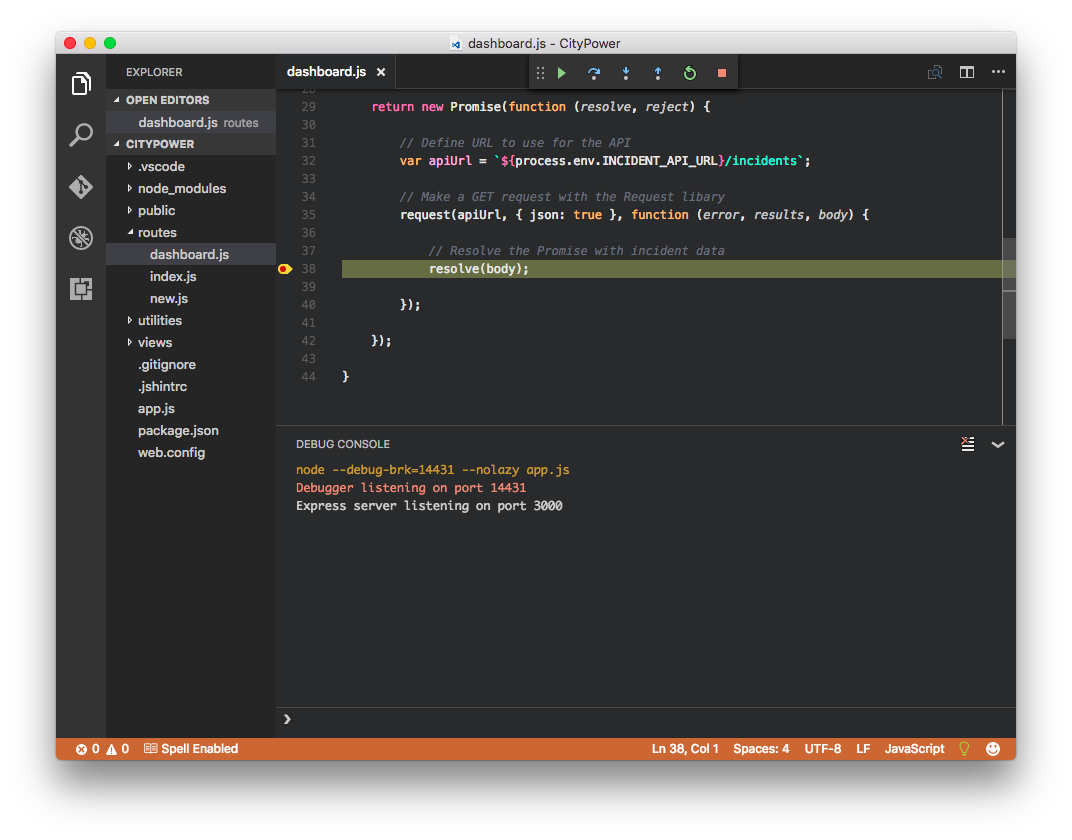 dashboard.js - CityPower
EXPLORER
OPEN EDITORS
dashboard.js routes
CITYPOWER
.vscode
node_modules
public
routes
dashboard.js
index.js
new.js
utilities
views
.gitignore
.jshintrc
app.js
package.json
web.config
dashboard.js
28
29 return new Promise(function (resolve, reject) {
30
31 // Define URL to use for the API
32 var apiUrl = `${process.env.INCIDENT_API_URL}/incidents`;
33
34 // Make a GET request with the Request libary
35 request(apiUrl, { json: true }, function (error, results, body) {
36
37 // Resolve the Promise with incident data
38 resolve(body);
39
40 });
41
42 });
43
44 }
DEBUG CONSOLE
node --debug-brk=14431 --nolazy app.js
Debugger listening on port 14431
Express server listening on port 3000
0 0 Spell Enabled Ln 38, Col 1 Spaces: 4 UTF-8 LF JavaScript